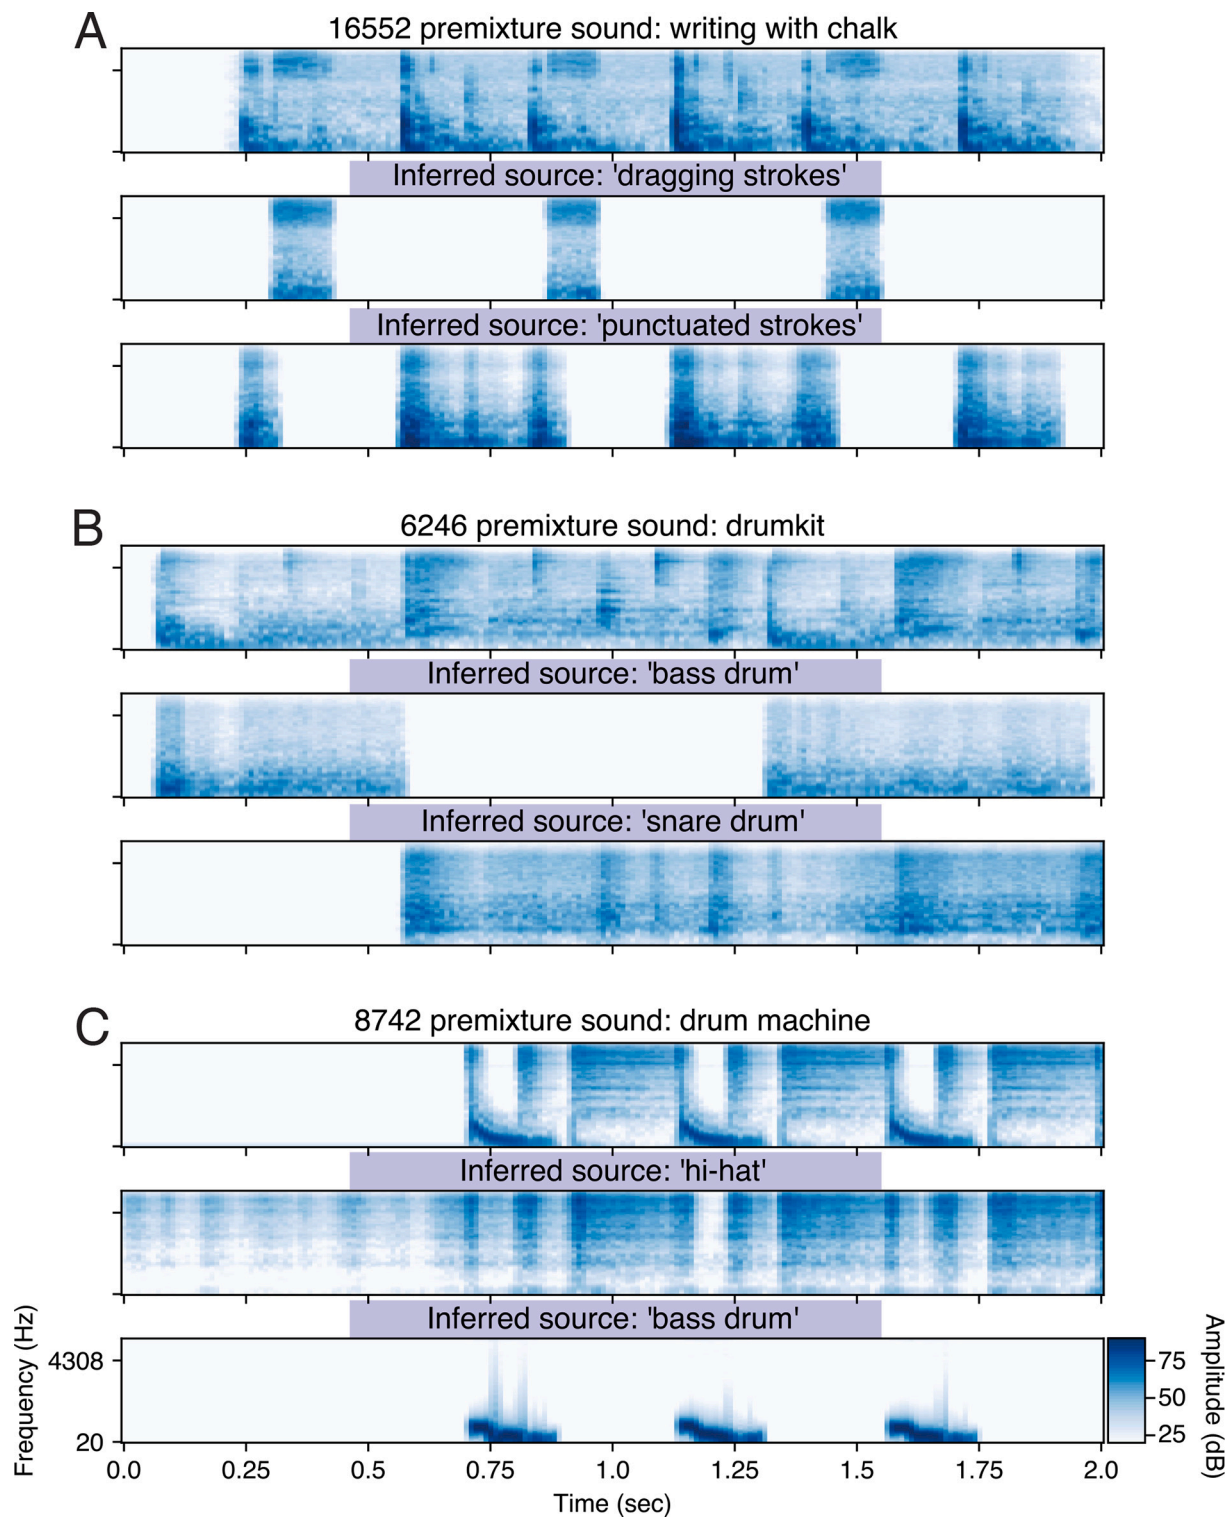 A
16552 premixture sound: writing with chalk
Inferred source: 'dragging strokes'
Inferred source: 'punctuated strokes'
B
6246 premixture sound: drumkit
Inferred source: 'bass drum'
Inferred source: 'snare drum'
C
8742 premixture sound: drum machine
Inferred source: 'hi-hat'
Inferred source: 'bass drum'
Frequency (Hz)
4308
20
75
50
25
Amplitude (dB)
0.0 0.25 0.5 0.75 1.0 1.25 1.5 1.75 2.0
Time (sec)